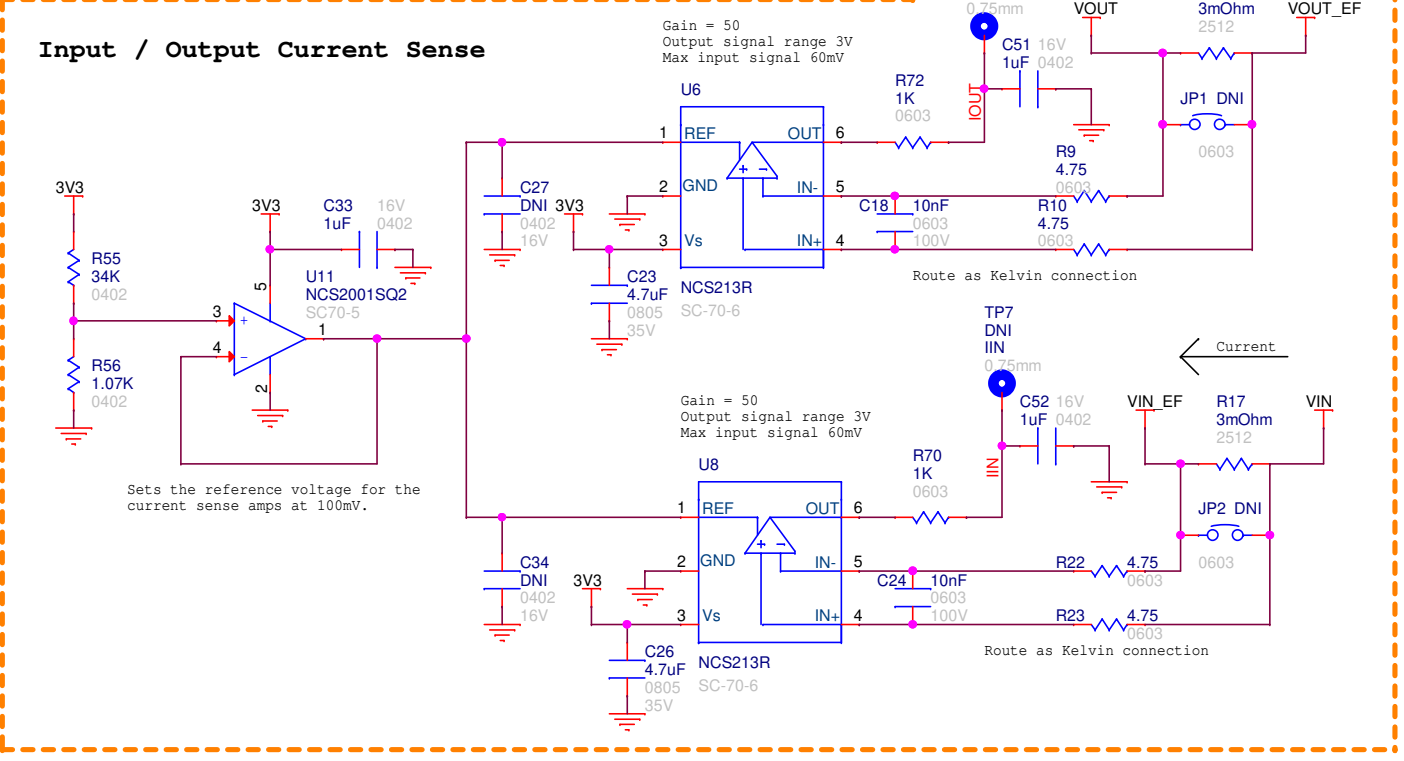 Input / Output Current Sense
Gain = 50
Output signal range 3V
Max input signal 60mV
0.75mm
C51 16V
1uF 0402
IOUT
R72
1K
0603
VOUT
3mOhm
2512
VOUT_EF
JP1 DNI
0603
U6
1 REF
2 GND
3 Vs
OUT 6
IN- 5
IN+ 4
+ -
NCS213R
SC-70-6
R9
4.75
0603
R10
4.75
0603
C18 10nF
0603
100V
Route as Kelvin connection
C27
DNI
0402
16V
3V3
C23
4.7uF
0805
35V
3V3
R55
34K
0402
R56
1.07K
0402
3V3
C33 16V
1uF 0402
U11
NCS2001SQ2
SC70-5
5
3 +
4 −
1
2
Sets the reference voltage for the
current sense amps at 100mV.
TP7
DNI
IIN
0.75mm
C52 16V
1uF 0402
IIN
R70
1K
0603
Current
VIN_EF
R17
3mOhm
2512
VIN
JP2 DNI
0603
Gain = 50
Output signal range 3V
Max input signal 60mV
U8
1 REF
2 GND
3 Vs
OUT 6
IN- 5
IN+ 4
+ -
NCS213R
SC-70-6
R22 4.75
0603
R23 4.75
0603
C24 10nF
0603
100V
Route as Kelvin connection
C34
DNI
0402
16V
3V3
C26
4.7uF
0805
35V